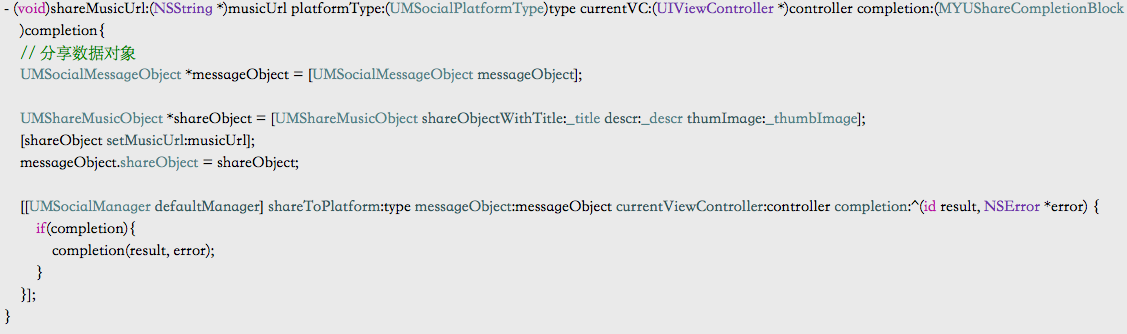 - (void)shareMusicUrl:(NSString *)musicUrl platformType:(UMSocialPlatformType)type currentVC:(UIViewController *)controller completion:(MYUShareCompletionBlock
)completion{
// 分享数据对象
UMSocialMessageObject *messageObject = [UMSocialMessageObject messageObject];
UMShareMusicObject *shareObject = [UMShareMusicObject shareObjectWithTitle:_title descr:_descr thumImage:_thumbImage];
[shareObject setMusicUrl:musicUrl];
messageObject.shareObject = shareObject;
[[UMSocialManager defaultManager] shareToPlatform:type messageObject:messageObject currentViewController:controller completion:^(id result, NSError *error) {
if(completion){
completion(result, error);
}
}];
}